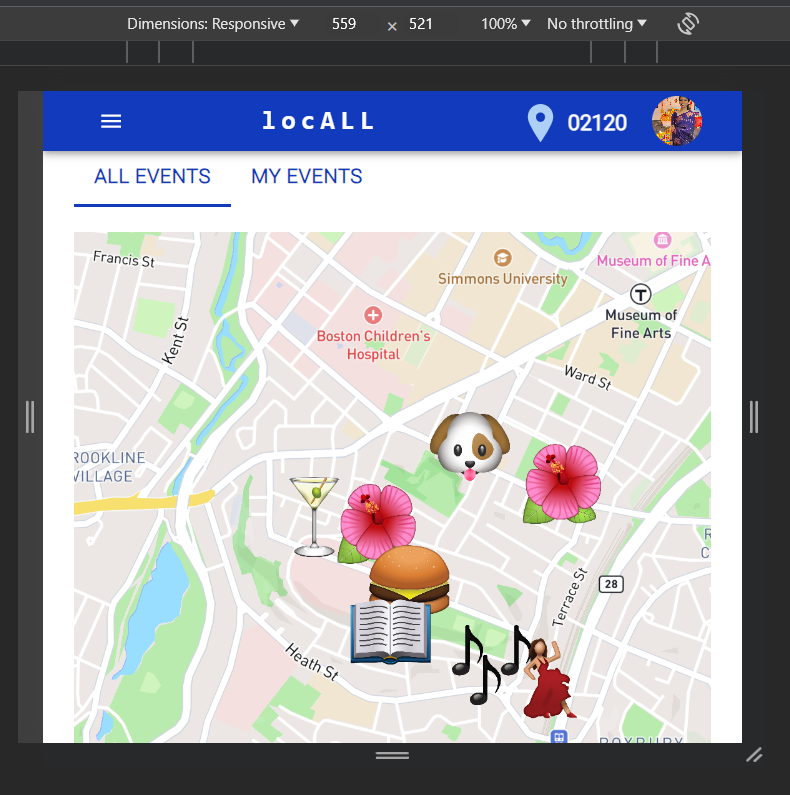 Dimensions: Responsive 559 × 521 100% No throttling
locALL 02120
ALL EVENTS MY EVENTS
Francis St
Museum of Fine A
Simmons University
Kent St
Museum of
Fine Arts
Boston Children's
Hospital
Ward St
ROOKLINE
VILLAGE
R
C
28
Terrace St
Heath St
ROXBURY